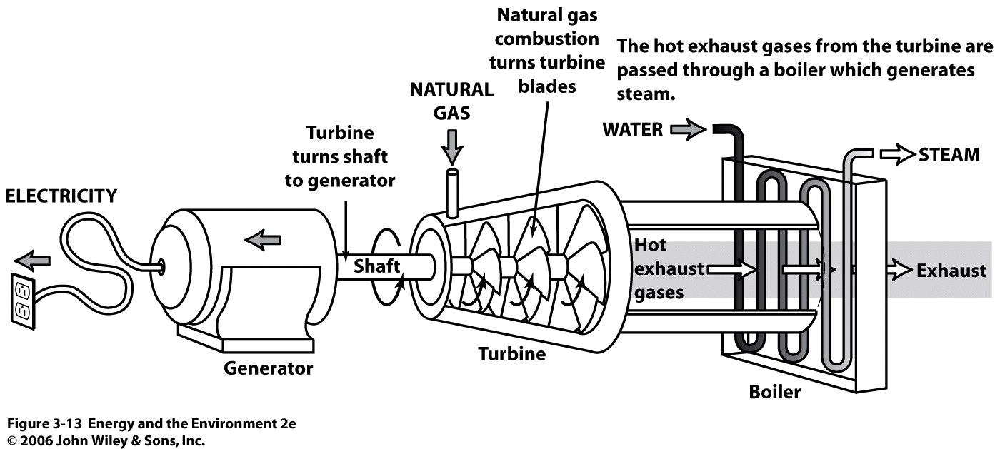 Natural gas
combustion
turns turbine
blades
The hot exhaust gases from the turbine are
passed through a boiler which generates
steam.
NATURAL
GAS
WATER
Turbine
turns shaft
to generator
STEAM
ELECTRICITY
Shaft
Hot
exhaust
gases
Exhaust
Turbine
Generator
Boiler
Figure 3-13 Energy and the Environment 2e
© 2006 John Wiley & Sons, Inc.